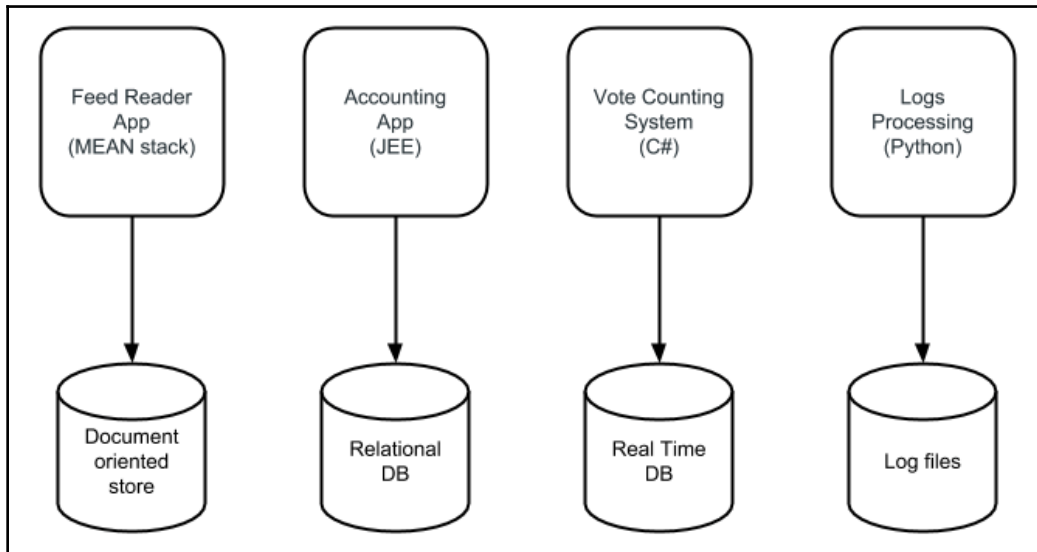 Feed Reader
App
(MEAN stack)
Accounting
App
(JEE)
Vote Counting
System
(C#)
Logs
Processing
(Python)
Document
oriented
store
Relational
DB
Real Time
DB
Log files